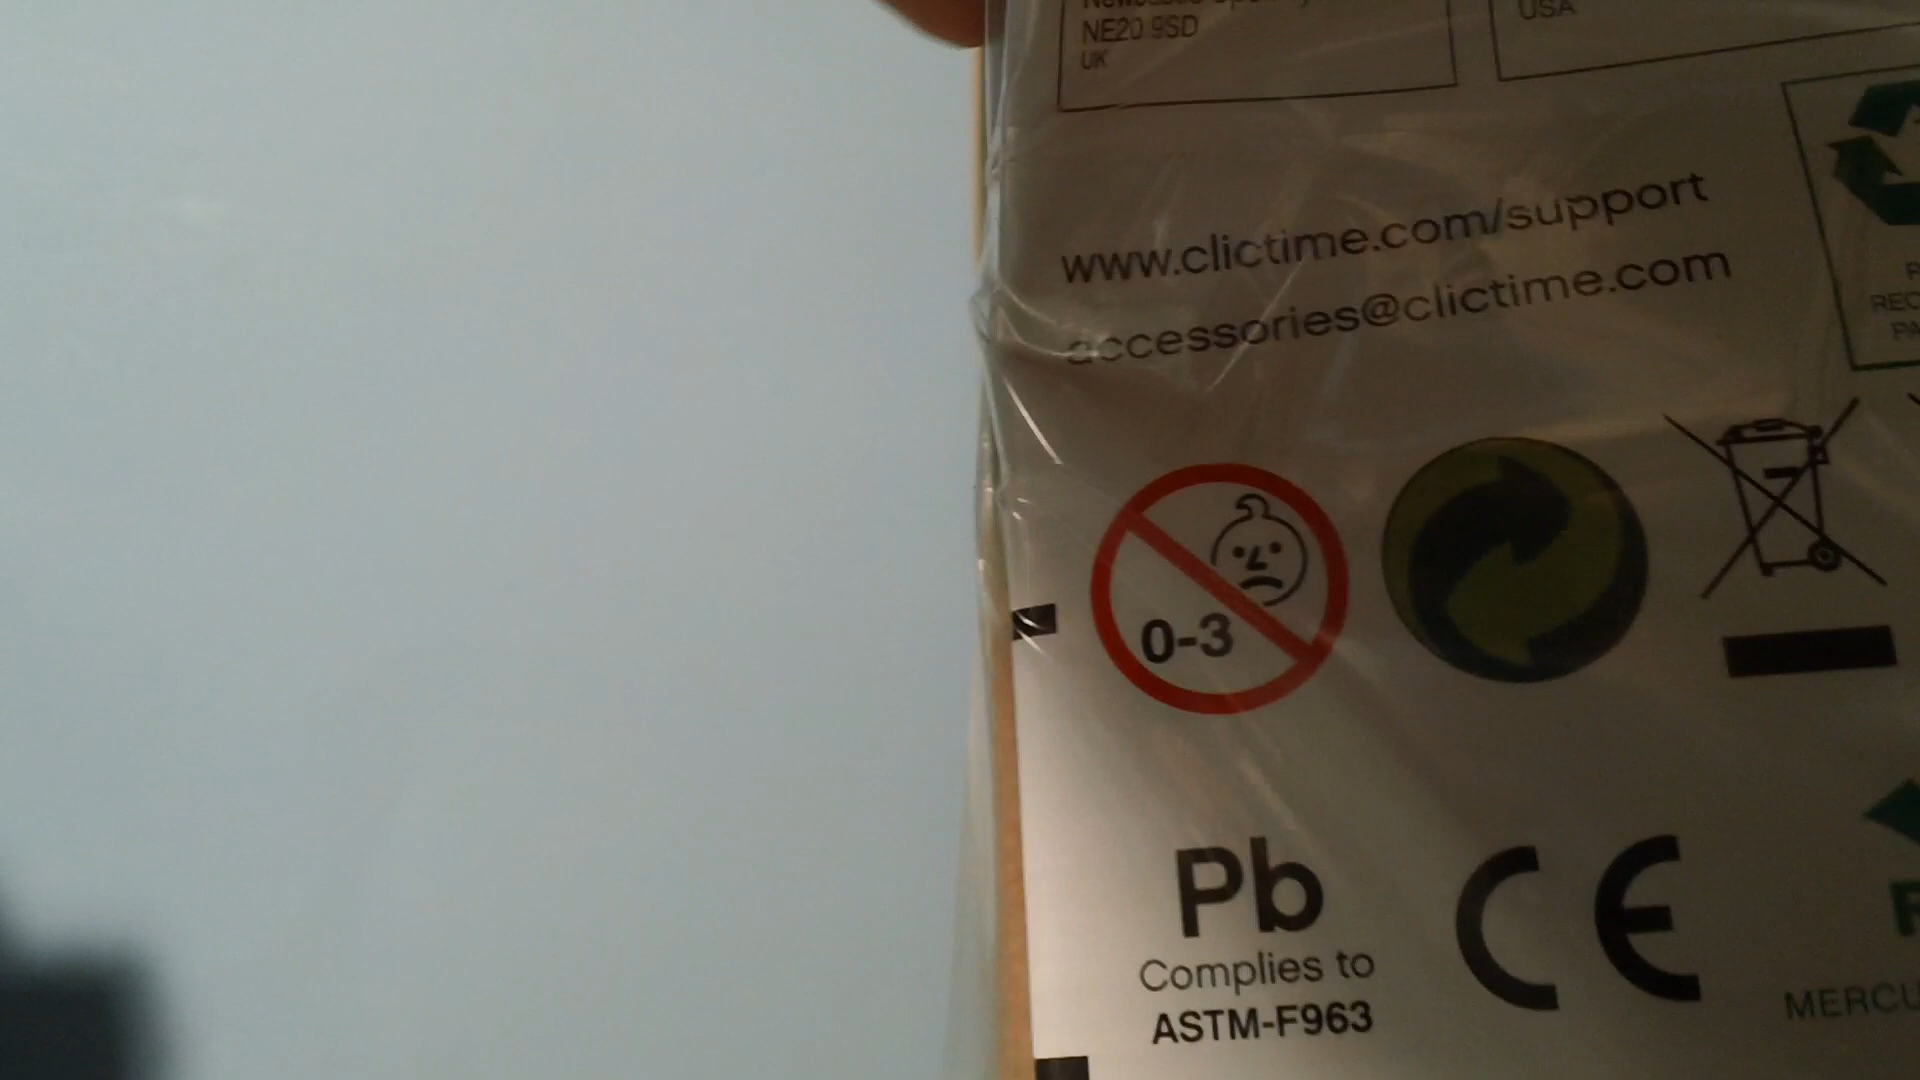 NE20 9SD
UK
USA
www.clictime.com/support
accessories@clictime.com
0-3
Pb
Complies to
ASTM-F963
CE